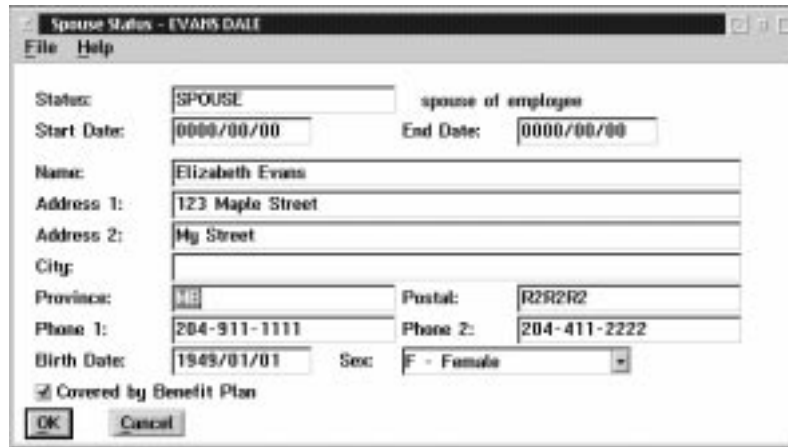 Spouse Status - EVANS DALE
File Help
Status: SPOUSE spouse of employee
Start Date: 0000/00/00 End Date: 0000/00/00
Name: Elizabeth Evans
Address 1: 123 Maple Street
Address 2: My Street
City:
Province: Postal: R2R2R2
Phone 1: 204-911-1111 Phone 2: 204-411-2222
Birth Date: 1949/01/01 Sex: F - Female
Covered by Benefit Plan
OK Cancel